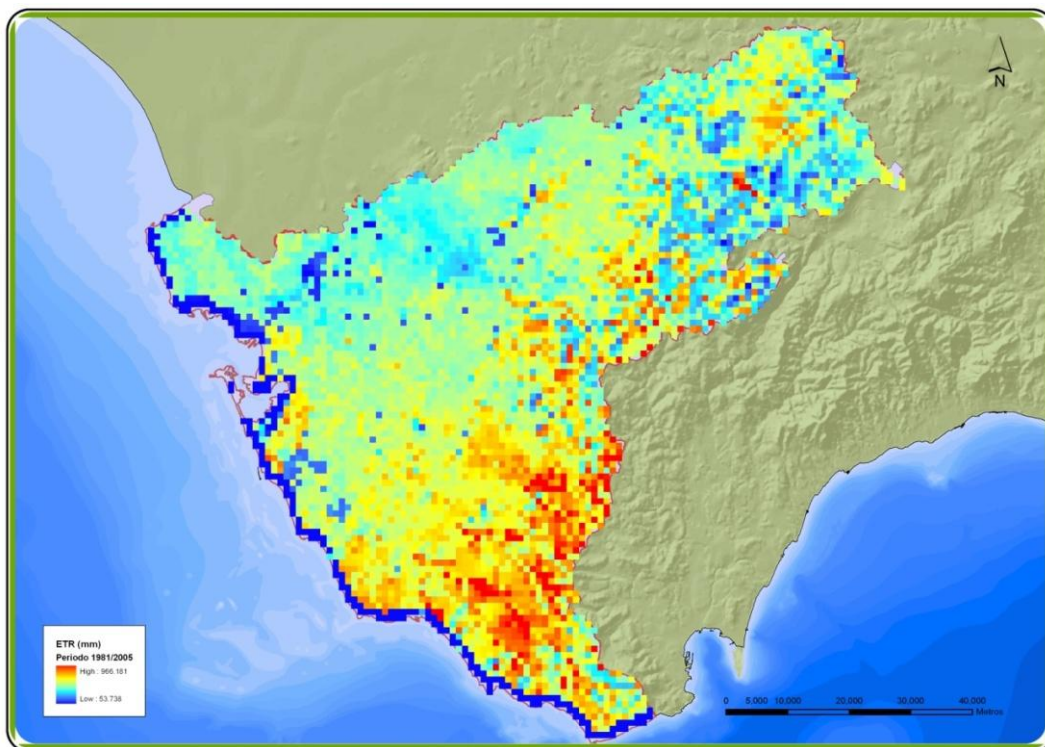 N
ETR (mm)
Periodo 1981/2005
High : 966.181
Low : 53.738
0 5,000 10,000 20,000 30,000 40,000
Metros